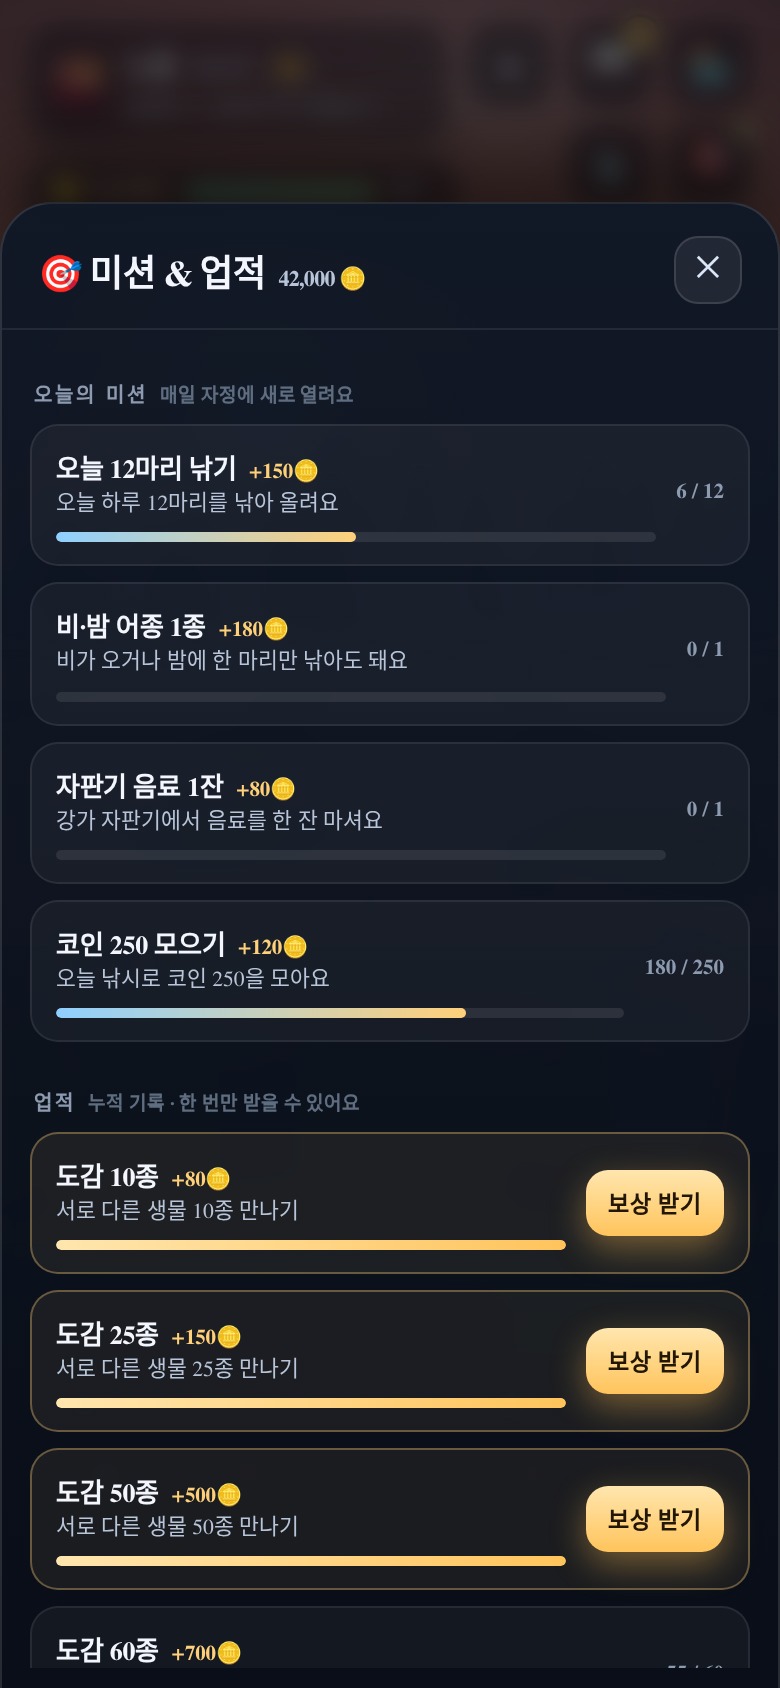 미션 & 업적 42,000
오늘의 미션 매일 자정에 새로 열려요
오늘 12마리 낚기 +150
오늘 하루 12마리를 낚아 올려요
6 / 12
비·밤 어종 1종 +180
비가 오거나 밤에 한 마리만 낚아도 돼요
0 / 1
자판기 음료 1잔 +80
강가 자판기에서 음료를 한 잔 마셔요
0 / 1
코인 250 모으기 +120
오늘 낚시로 코인 250을 모아요
180 / 250
업적 누적 기록 · 한 번만 받을 수 있어요
도감 10종 +80
서로 다른 생물 10종 만나기
보상 받기
도감 25종 +150
서로 다른 생물 25종 만나기
보상 받기
도감 50종 +500
서로 다른 생물 50종 만나기
보상 받기
도감 60종 +700